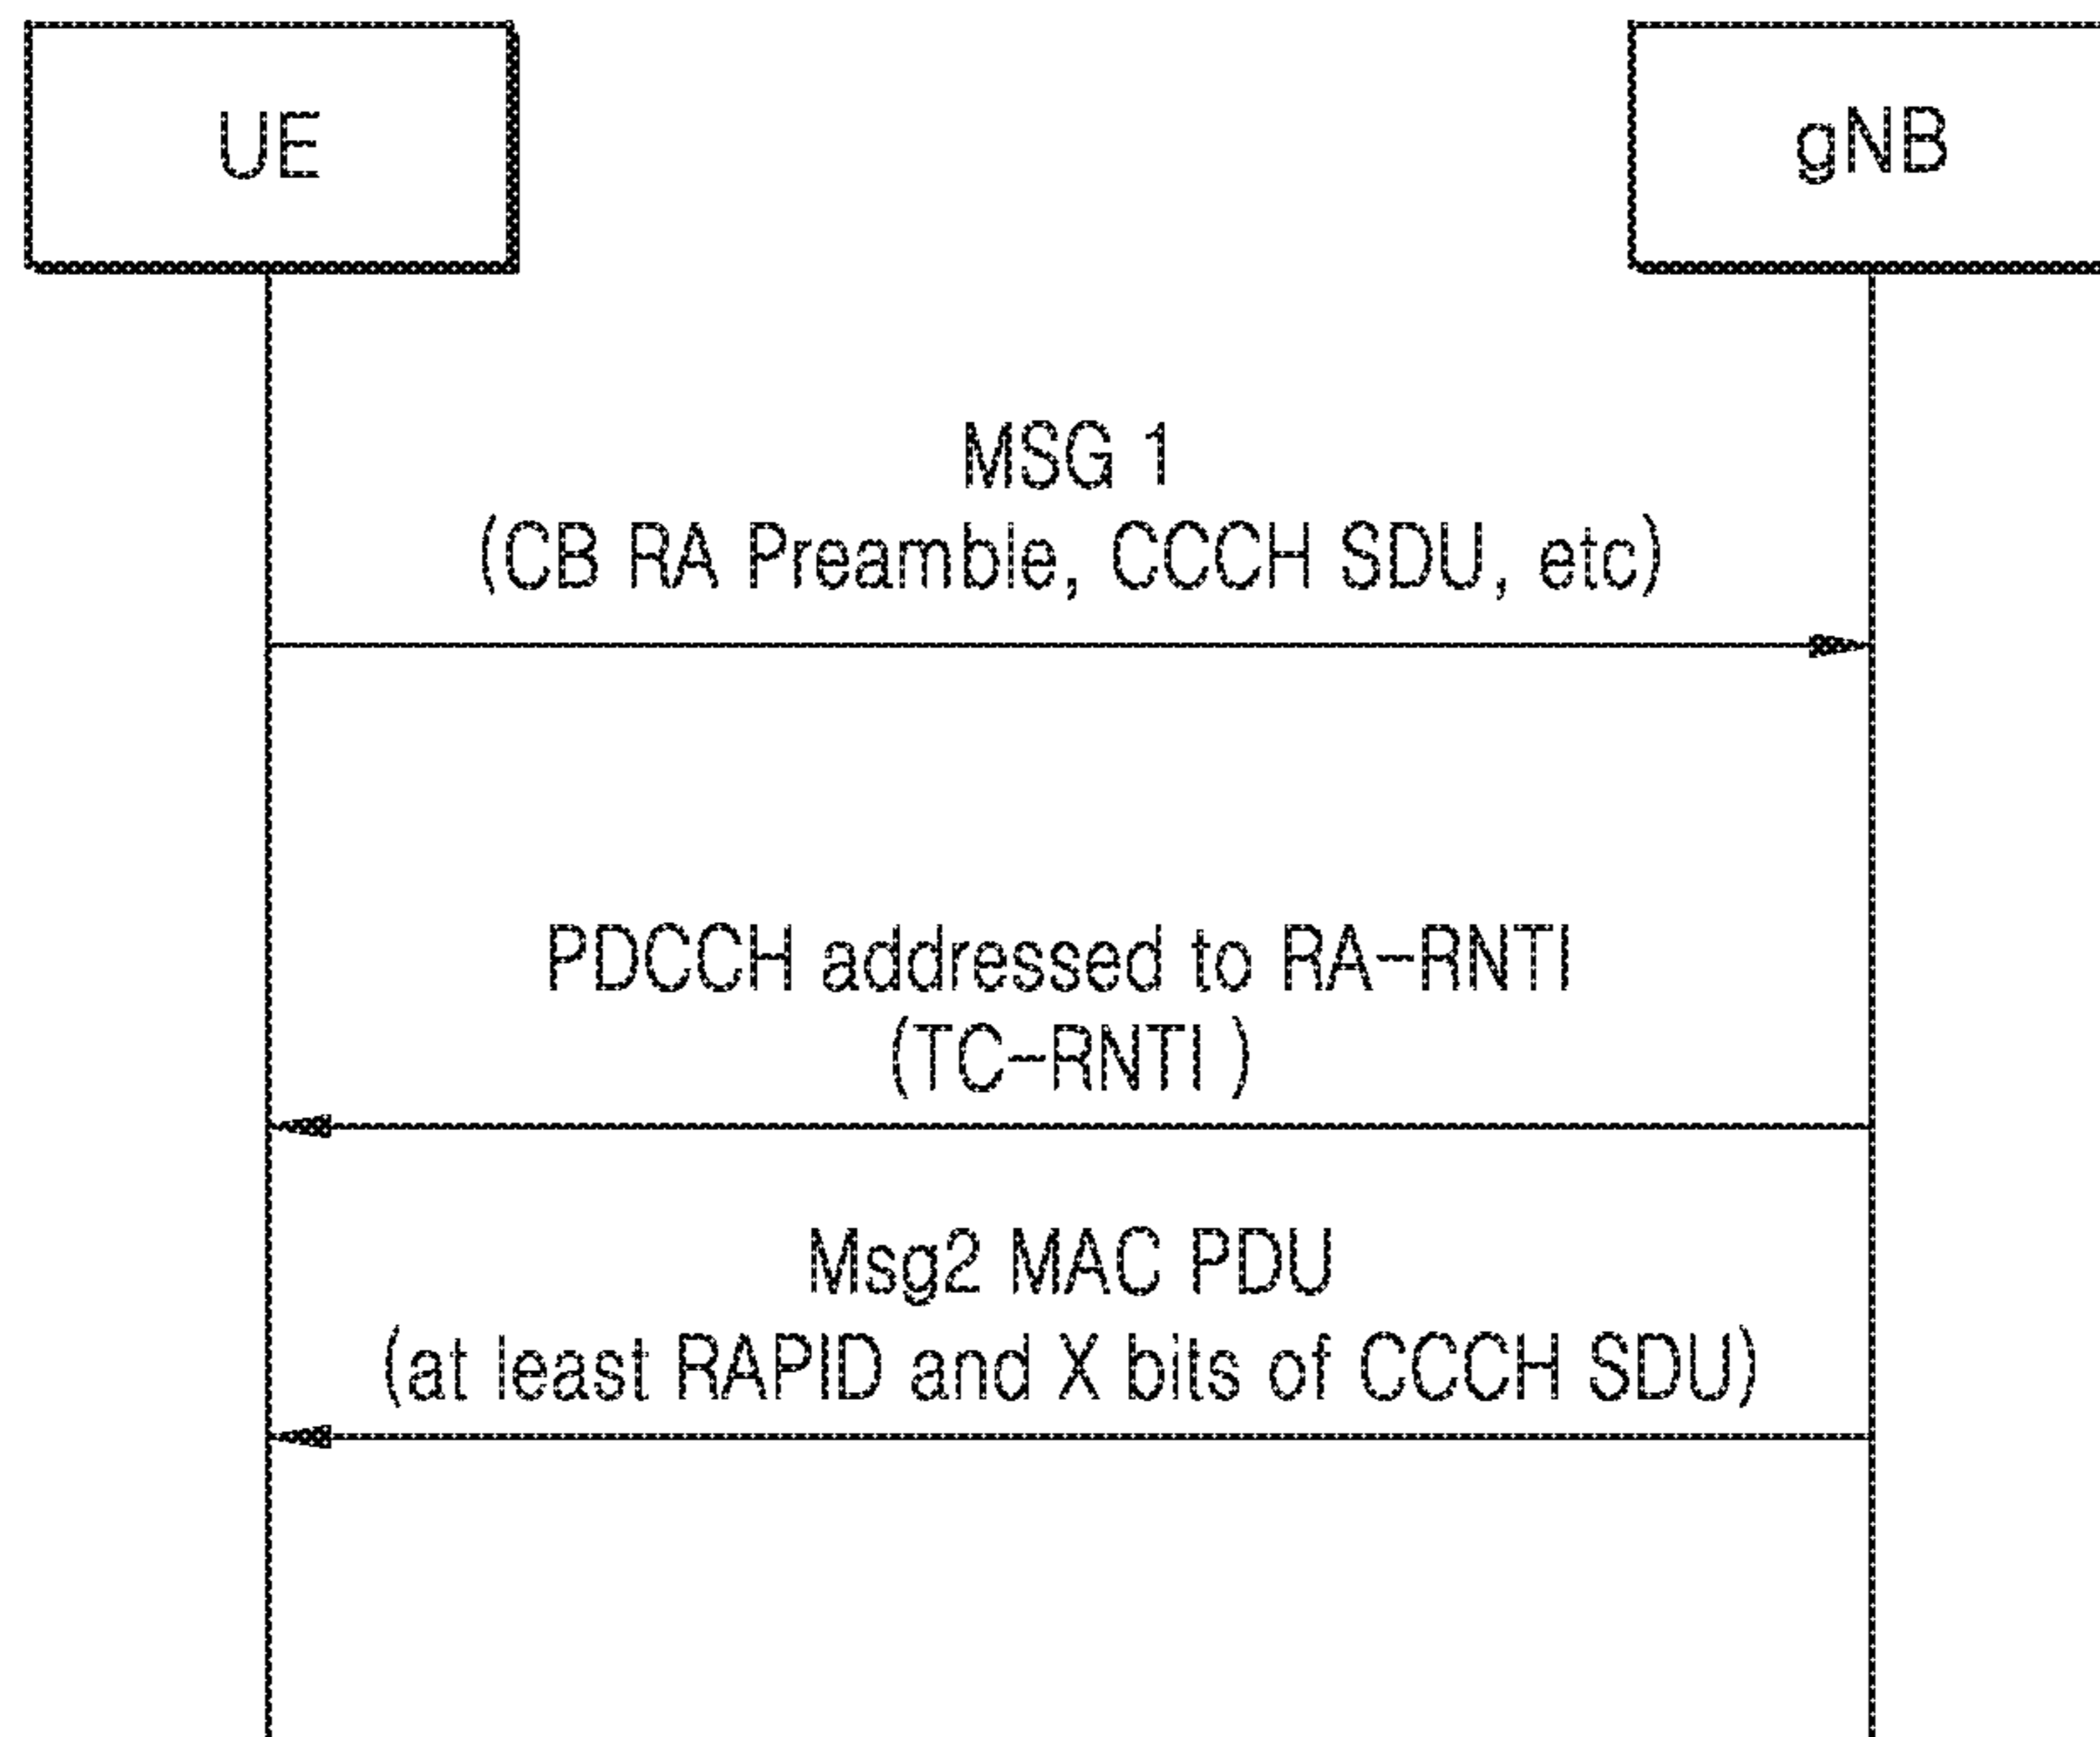 UE
gNB
MSG 1
(CB RA Preamble, CCCH SDU, etc)
PDCCH addressed to RA-RNTI
(TC-RNTI )
Msg2 MAC PDU
(at least RAPID and X bits of CCCH SDU)